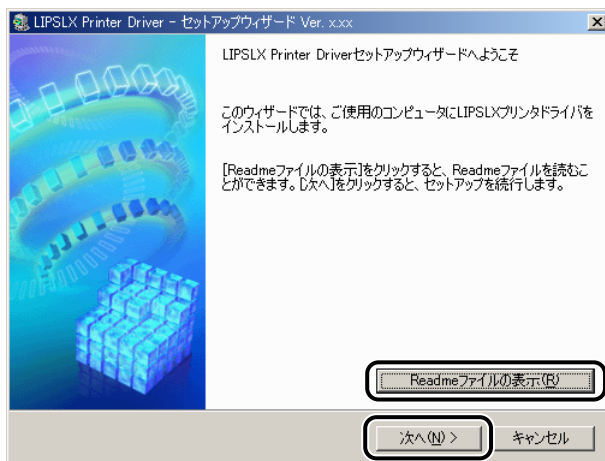 LIPSLX Printer Driver - セットアップウィザード Ver. x.xx
LIPSLX Printer Driverセットアップウィザードへようこそ
このウィザードでは、ご使用のコンピュータにLIPSLXプリンタドライバを
インストールします。
[Readmeファイルの表示]をクリックすると、Readmeファイルを読むこ
とができます。[次へ]をクリックすると、セットアップを続行します。
Readmeファイルの表示(R)
次へ(N) >
キャンセル